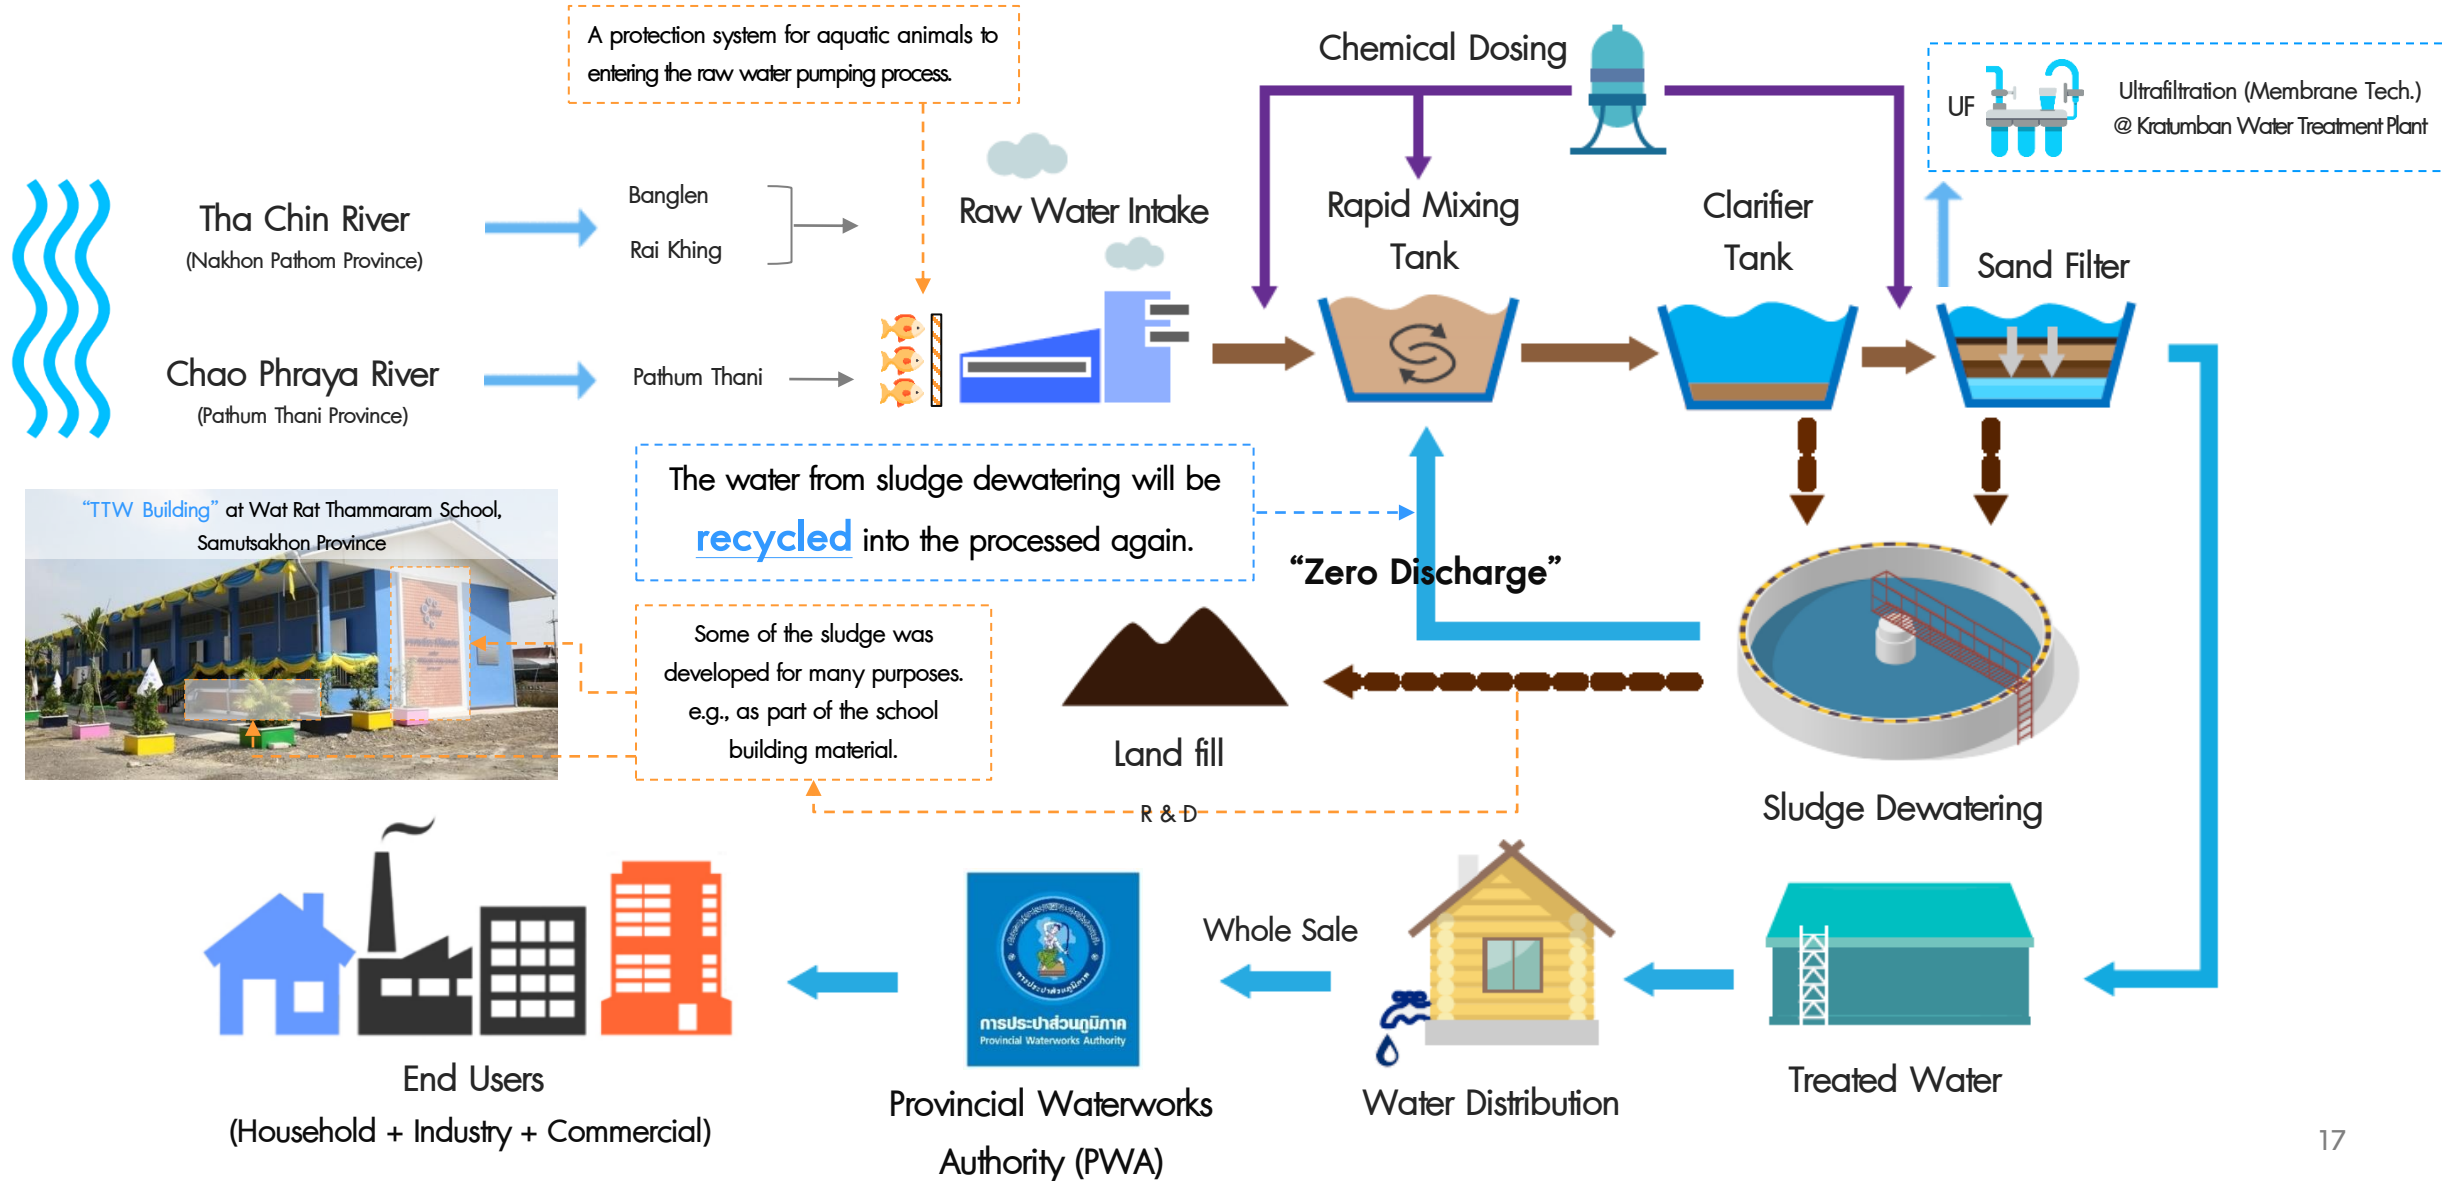 A protection system for aquatic animals to
entering the raw water pumping process.
Chemical Dosing
UF
Ultrafiltration (Membrane Tech.)
@ Kratumban Water Treatment Plant
Tha Chin River
(Nakhon Pathom Province)
Banglen
Rai Khing
Raw Water Intake
Rapid Mixing
Tank
Clarifier
Tank
Sand Filter
Chao Phraya River
(Pathum Thani Province)
Pathum Thani
The water from sludge dewatering will be
recycled into the processed again.
“Zero Discharge”
“TTW Building” at Wat Rat Thammaram School,
Samutsakhon Province
Some of the sludge was
developed for many purposes.
e.g., as part of the school
building material.
Land fill
R & D
Sludge Dewatering
Whole Sale
การประปาส่วนภูมิภาค
Provincial Waterworks Authority
End Users
(Household + Industry + Commercial)
Provincial Waterworks
Authority (PWA)
Water Distribution
Treated Water
17